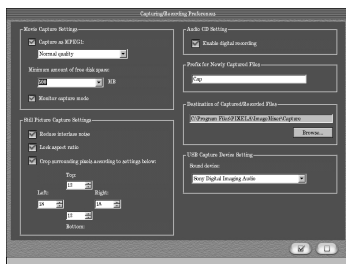 Capturing/Recording Preferences
Movie Capture Settings
Capture as MPEG1:
Normal quality
Minimum amount of free disk space:
500 MB
Monitor capture mode
Still Picture Capture Settings
Reduce interlace noise
Lock aspect ratio
Crop surrounding pixels according to settings below:
Top:
12
Left:
Right:
18
18
12
Bottom:
Audio CD Setting
Enable digital recording
Prefix for Newly Captured Files
Cap
Destination of Captured/Recorded Files
C:\Program Files\PIXELA\ImageMixer\Capture
Browse...
USB Capture Device Setting
Sound device:
Sony Digital Imaging Audio